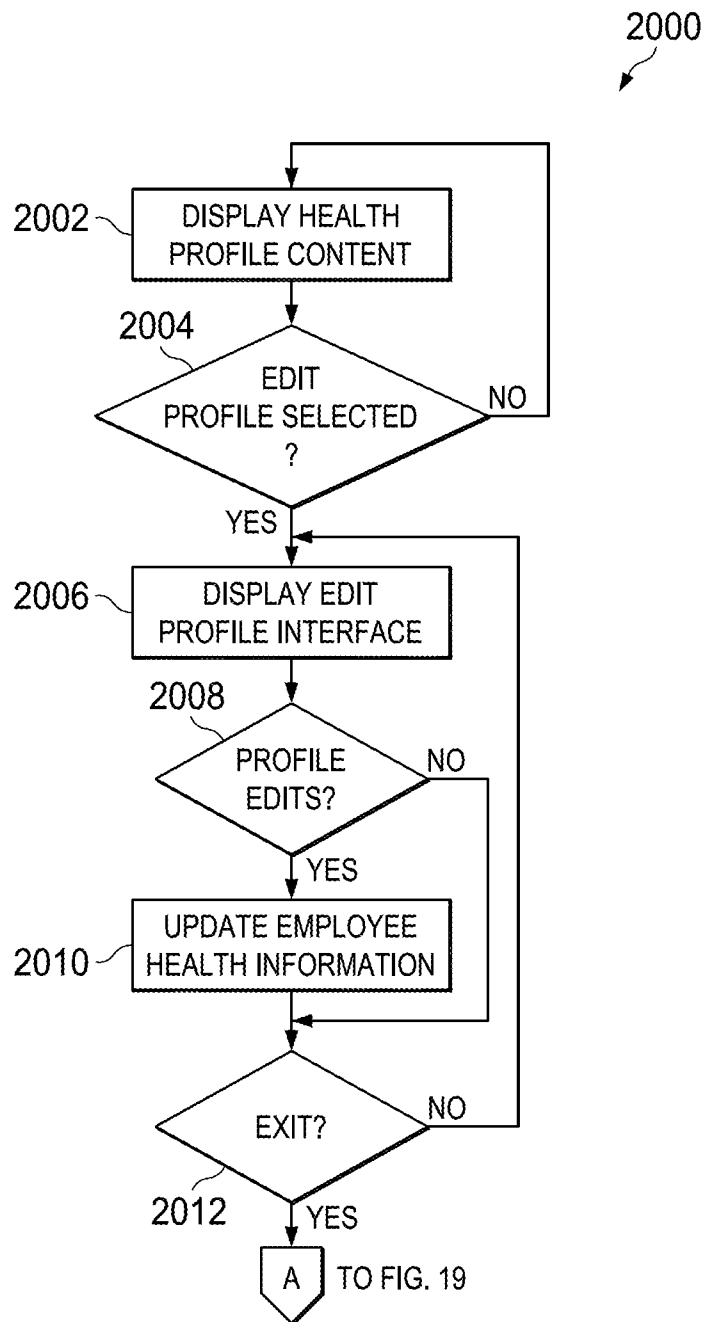 2000
2002
DISPLAY HEALTH
PROFILE CONTENT
2004
EDIT
PROFILE SELECTED
?
NO
YES
2006
DISPLAY EDIT
PROFILE INTERFACE
2008
PROFILE
EDITS?
NO
YES
2010
UPDATE EMPLOYEE
HEALTH INFORMATION
EXIT?
NO
2012
YES
A
TO FIG. 19